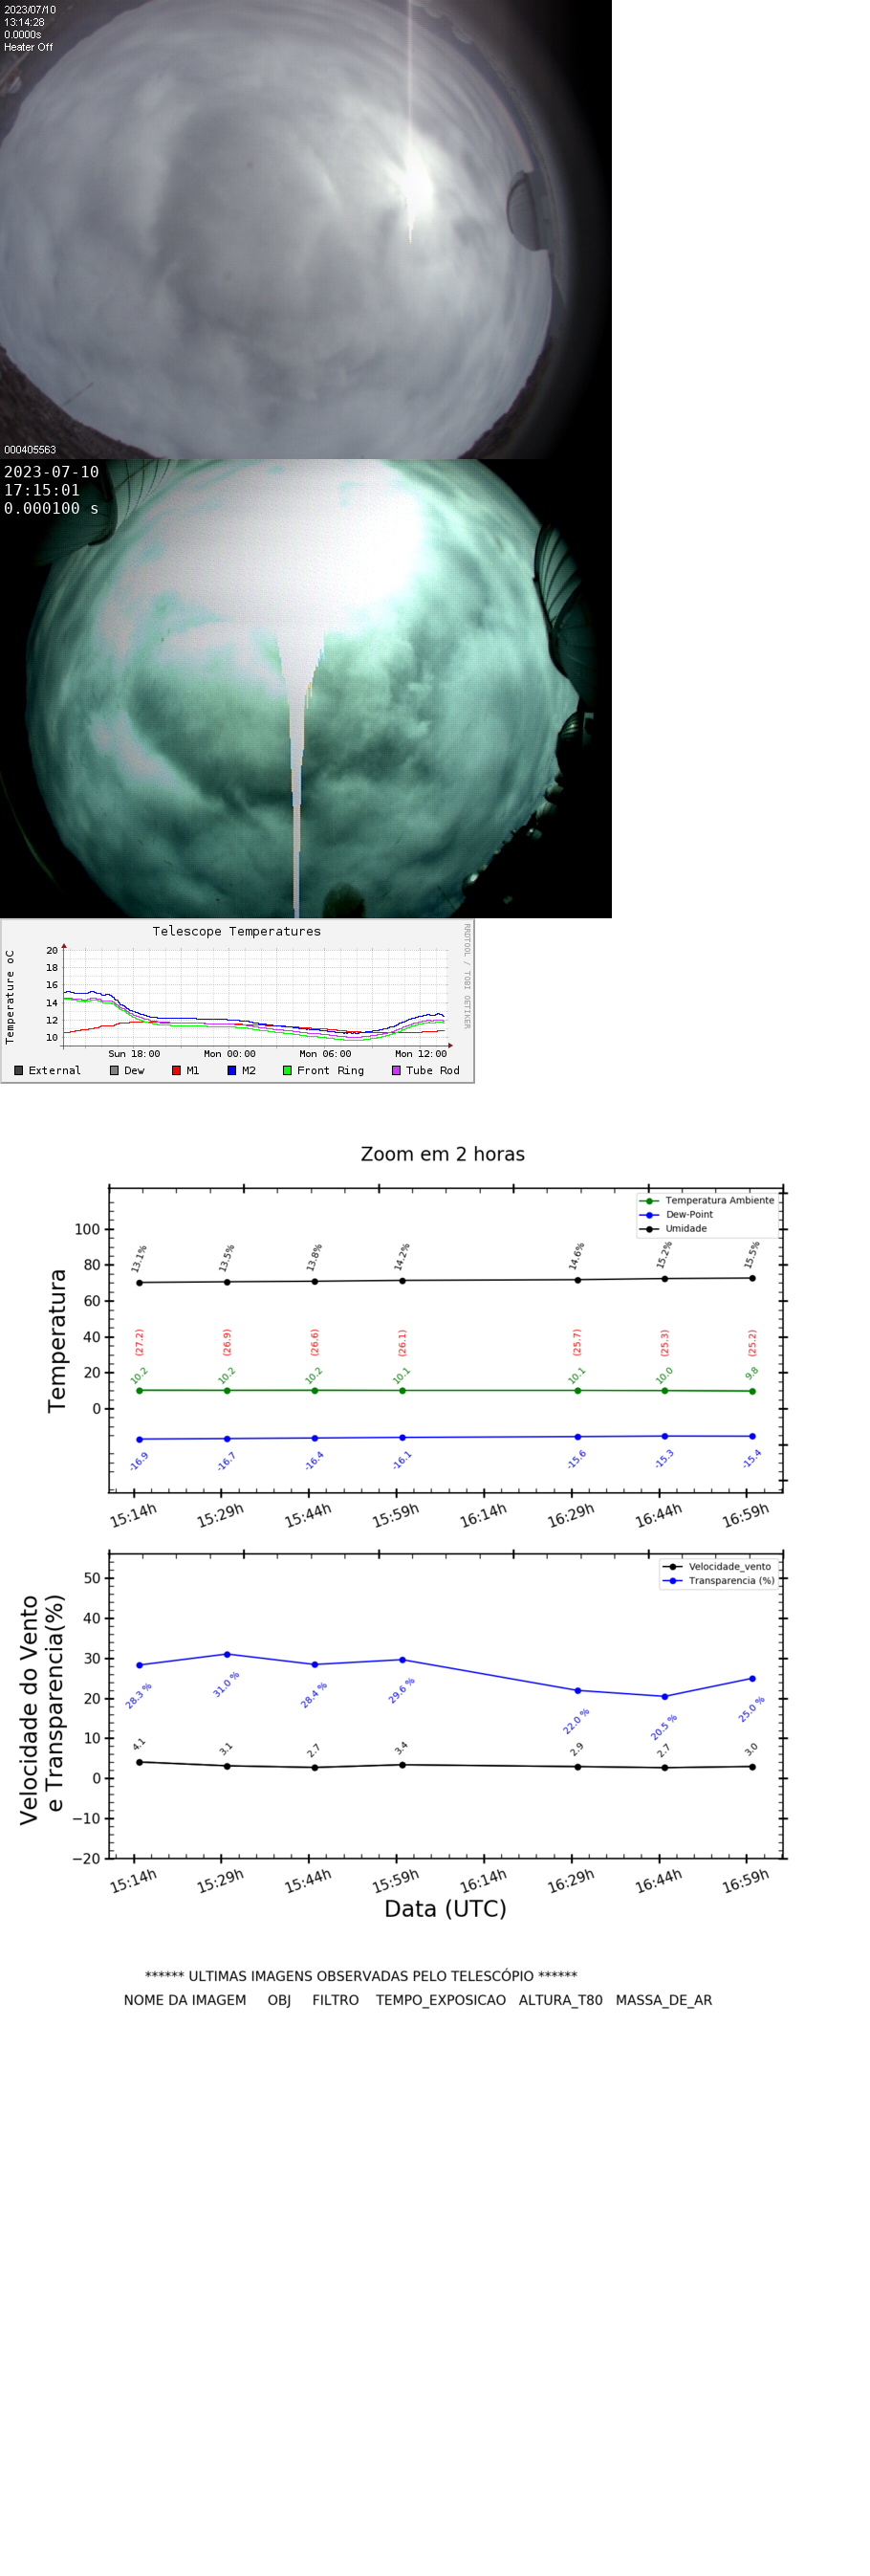 2023/07/10
13:14:28
0.0000s
Heater Off
000405563
2023-07-10
17:15:01
0.000100 s
Telescope Temperatures
RRDTOOL / TOBI OETIKER
Temperature oC
20
18
16
14
12
10
Sun 18:00 Mon 00:00 Mon 06:00 Mon 12:00
External Dew M1 M2 Front Ring Tube Rod
Zoom em 2 horas
Temperatura
100
80
60
40
20
0
Temperatura Ambiente
Dew-Point
Umidade
13.1% 13.5% 13.8% 14.2% 14.6% 15.2% 15.5%
(27.2) (26.9) (26.6) (26.1) (25.7) (25.3) (25.2)
10.2 10.2 10.2 10.1 10.1 10.0 9.8
-16.9 -16.7 -16.4 -16.1 -15.6 -15.3 -15.4
15:14h 15:29h 15:44h 15:59h 16:14h 16:29h 16:44h 16:59h
Velocidade do Vento
e Transparencia(%)
50
40
30
20
10
0
−10
−20
Velocidade_vento
Transparencia (%)
28.3 % 31.0 % 28.4 % 29.6 % 22.0 % 20.5 % 25.0 %
4.1 3.1 2.7 3.4 2.9 2.7 3.0
15:14h 15:29h 15:44h 15:59h 16:14h 16:29h 16:44h 16:59h
Data (UTC)
****** ULTIMAS IMAGENS OBSERVADAS PELO TELESCÓPIO ******
NOME DA IMAGEM OBJ FILTRO TEMPO_EXPOSICAO ALTURA_T80 MASSA_DE_AR